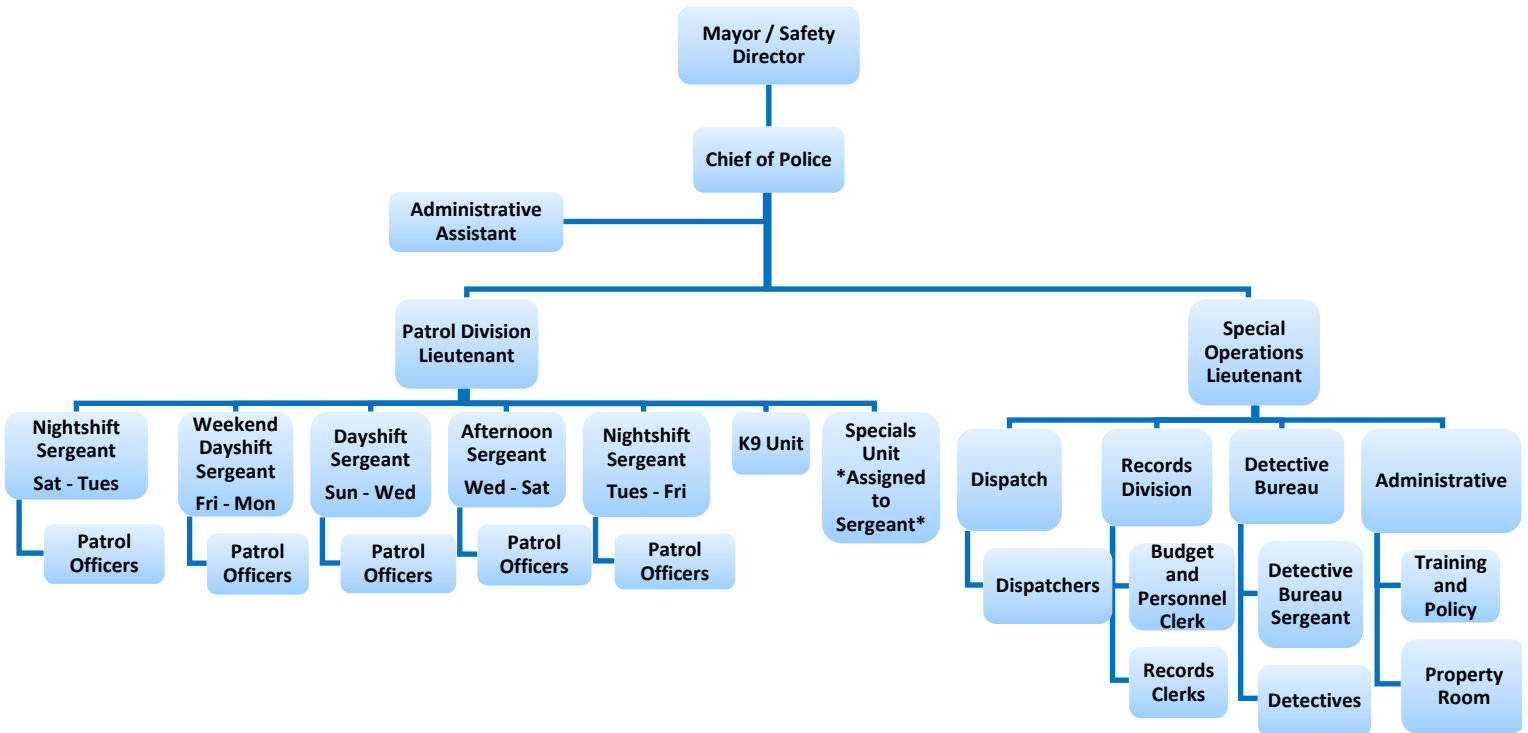 Mayor / Safety
Director
Chief of Police
Administrative
Assistant
Patrol Division
Lieutenant
Special
Operations
Lieutenant
Nightshift
Sergeant
Sat - Tues
Patrol
Officers
Weekend
Dayshift
Sergeant
Fri - Mon
Patrol
Officers
Dayshift
Sergeant
Sun - Wed
Patrol
Officers
Afternoon
Sergeant
Wed - Sat
Patrol
Officers
Nightshift
Sergeant
Tues - Fri
Patrol
Officers
K9 Unit
Specials
Unit
*Assigned
to
Sergeant*
Dispatch
Dispatchers
Records
Division
Budget
and
Personnel
Clerk
Records
Clerks
Detective
Bureau
Detective
Bureau
Sergeant
Detectives
Administrative
Training
and
Policy
Property
Room